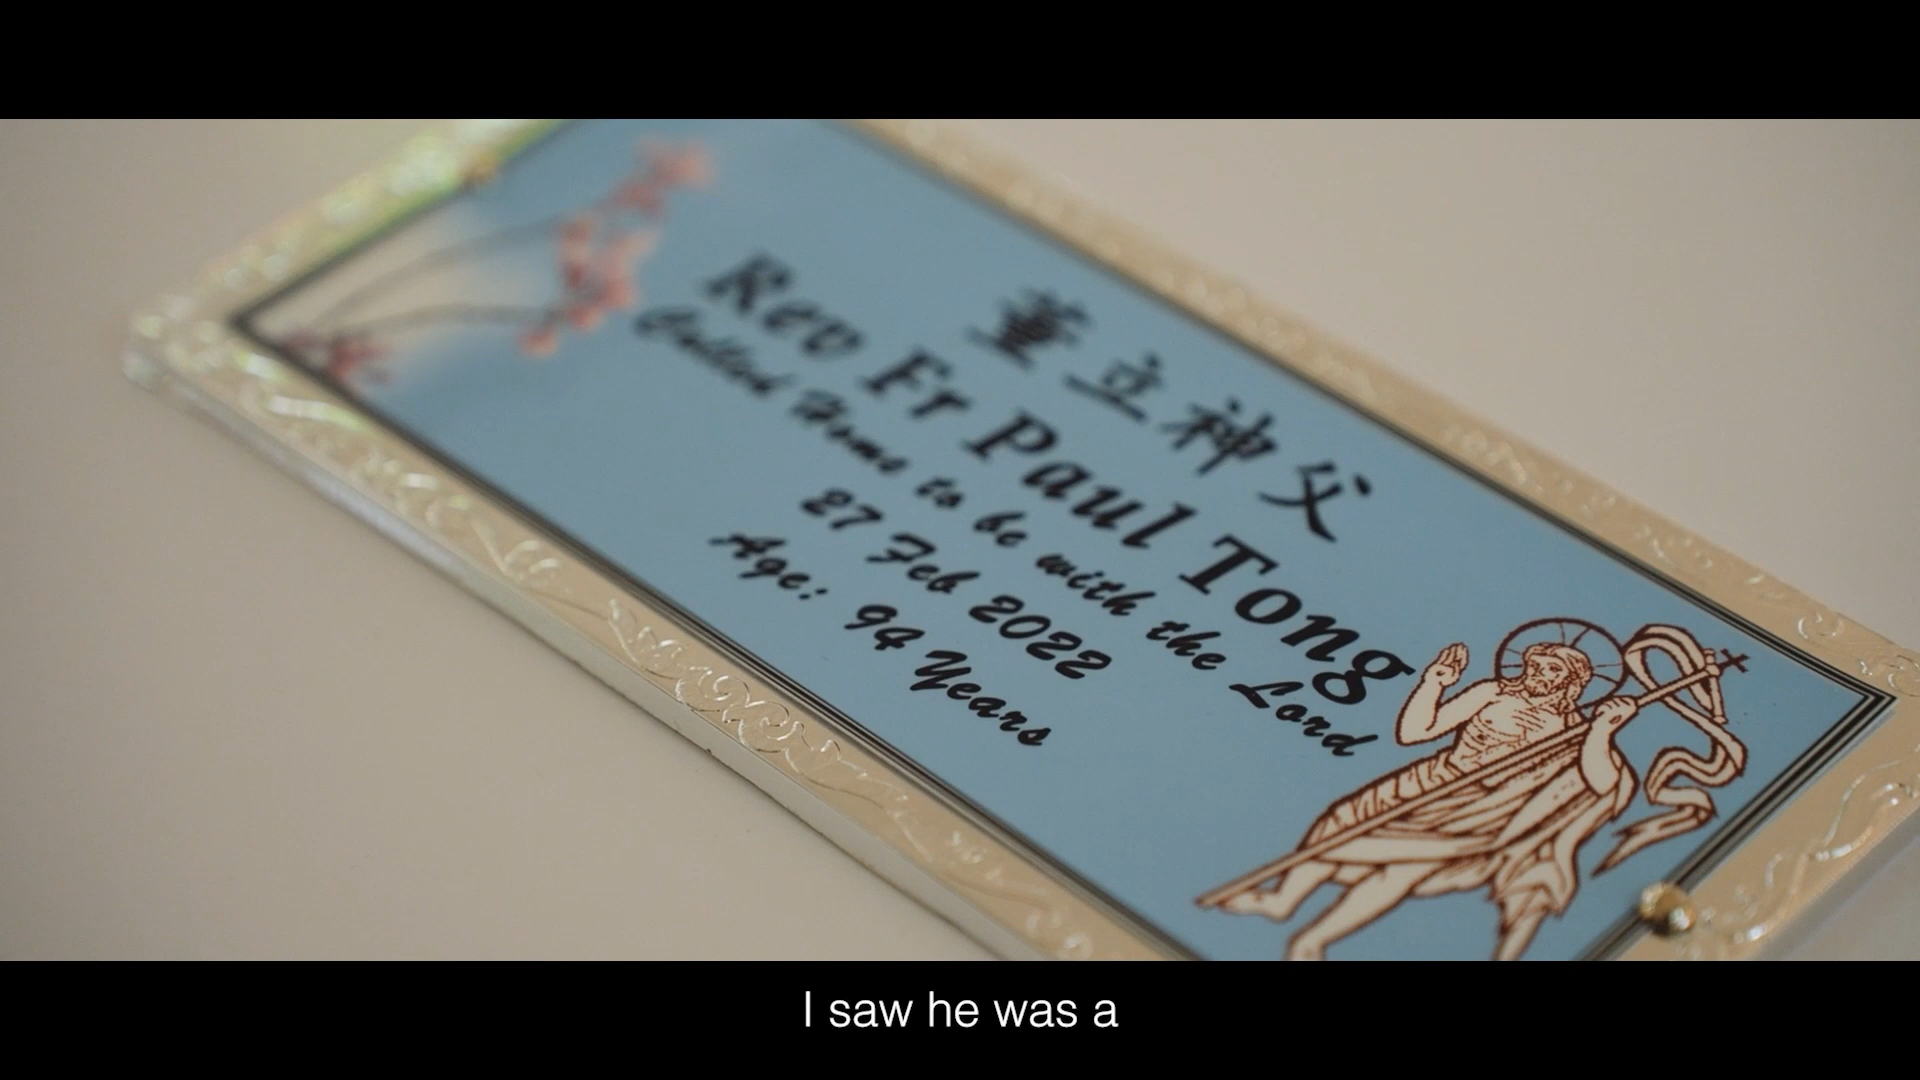 董立神父
Rev Fr Paul Tong
Called Home to be with the Lord
27 Feb 2022
Age: 94 Years
I saw he was a